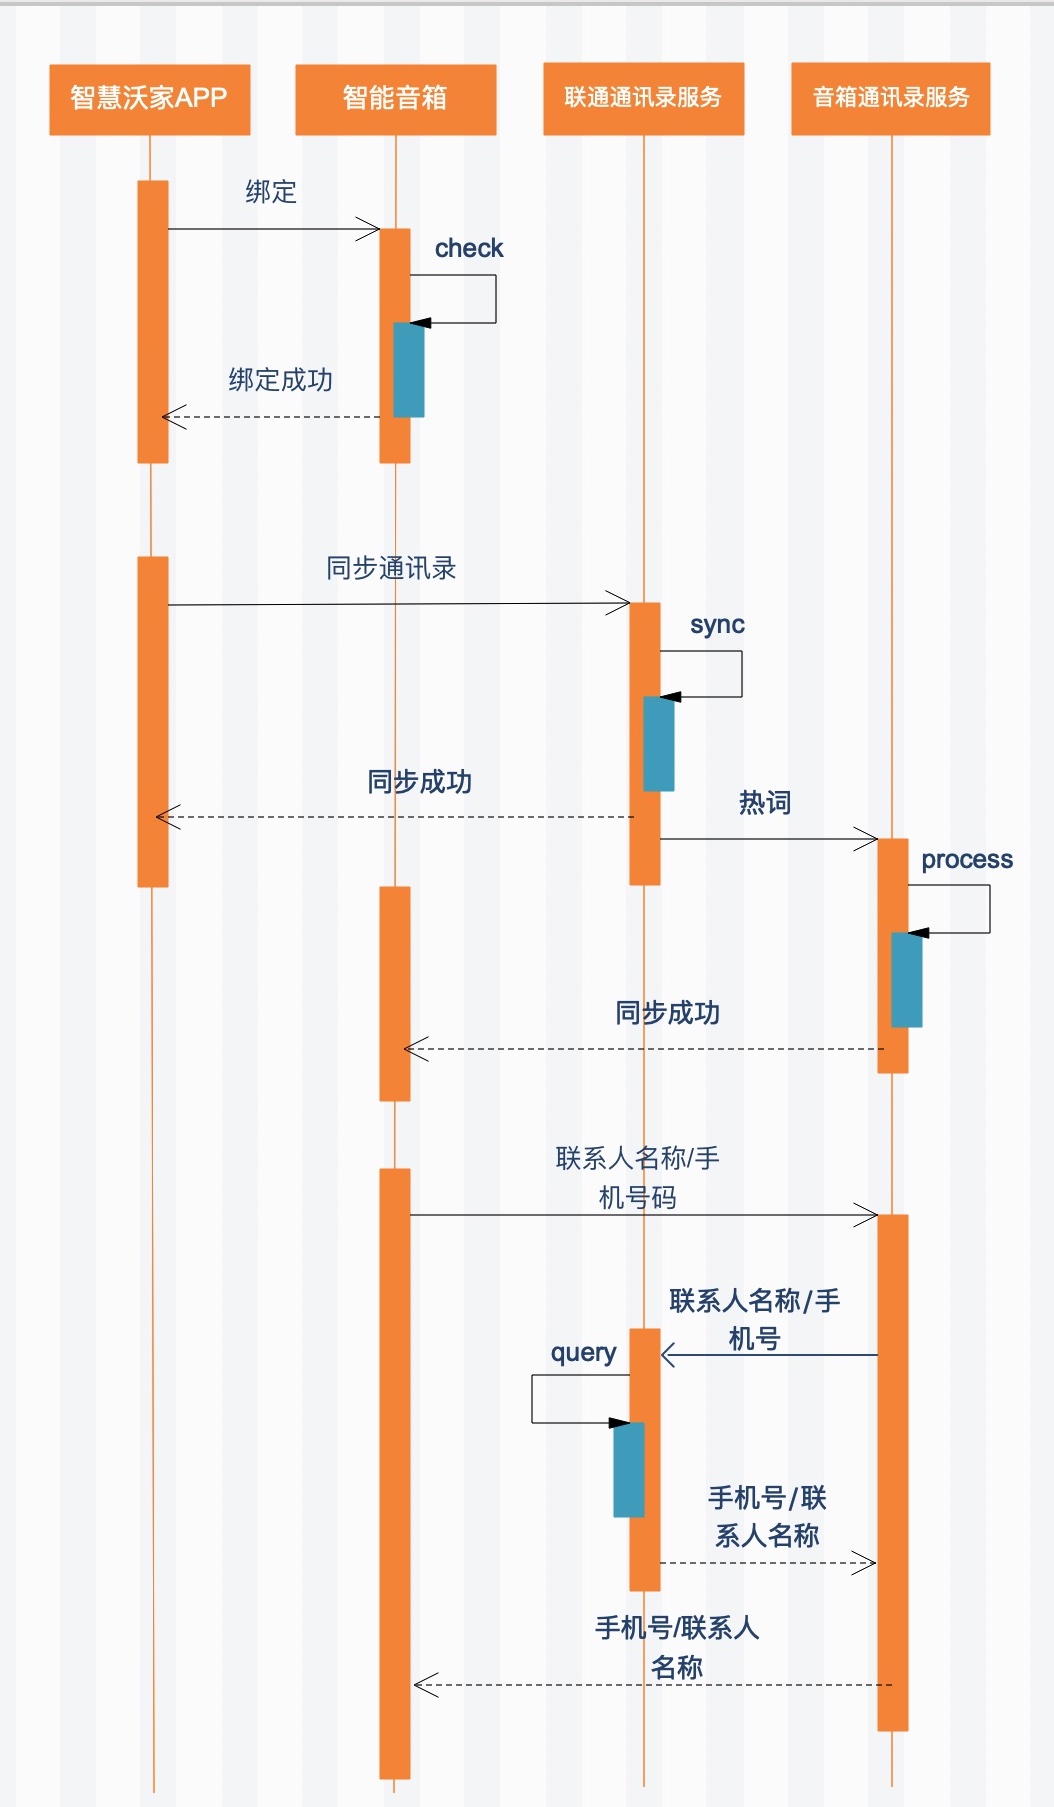 智慧沃家APP
智能音箱
联通通讯录服务
音箱通讯录服务
绑定
check
绑定成功
同步通讯录
sync
同步成功
热词
process
同步成功
联系人名称/手
机号码
联系人名称/手
机号
query
手机号/联
系人名称
手机号/联系人
名称